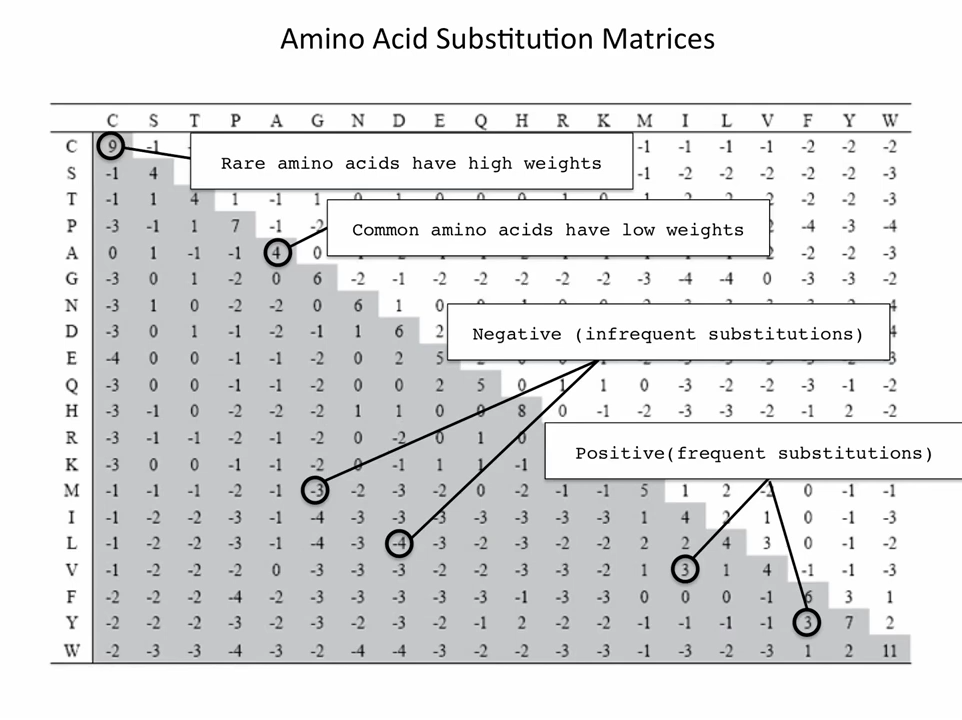 Amino Acid Substitution Matrices
C S T P A G N D E Q H R K M I L V F Y W
C 9 -1 Rare amino acids have high weights -1 -1 -1 -1 -2 -2 -2
S -1 4 -1 -2 -2 -2 -2 -2 -3
T -1 1 4 1 -1 1 -2 -2 -3
P -3 -1 1 7 -1 -2 Common amino acids have low weights -4 -3 -4
A 0 1 -1 -1 4 0 -2 -2 -3
G -3 0 1 -2 0 6 -2 -1 -2 -2 -2 -2 -2 -3 -4 -4 0 -3 -3 -2
N -3 1 0 -2 -2 0 6 1 0
D -3 0 1 -1 -2 -1 1 6 2 Negative (infrequent substitutions)
E -4 0 0 -1 -1 -2 0 2 5
Q -3 0 0 -1 -1 -2 0 0 2 5 0 1 1 0 -3 -2 -2 -3 -1 -2
H -3 -1 0 -2 -2 -2 1 1 0 0 8 0 -1 -2 -3 -3 -2 -1 2 -2
R -3 -1 -1 -2 -1 -2 0 -2 0 1 0
K -3 0 0 -1 -1 -2 0 -1 1 1 -1 Positive(frequent substitutions)
M -1 -1 -1 -2 -1 -3 -2 -3 -2 0 -2 -1 -1 5 1 2 -2 0 -1 -1
I -1 -2 -2 -3 -1 -4 -3 -3 -3 -3 -3 -3 -3 1 4 2 1 0 -1 -3
L -1 -2 -2 -3 -1 -4 -3 -4 -3 -2 -3 -2 -2 2 2 4 3 0 -1 -2
V -1 -2 -2 -2 0 -3 -3 -3 -2 -2 -3 -3 -2 1 3 1 4 -1 -1 -3
F -2 -2 -2 -4 -2 -3 -3 -3 -3 -3 -1 -3 -3 0 0 0 -1 6 3 1
Y -2 -2 -2 -3 -2 -3 -2 -3 -2 -1 2 -2 -2 -1 -1 -1 -1 3 7 2
W -2 -3 -3 -4 -3 -2 -4 -4 -3 -2 -2 -3 -3 -1 -3 -2 -3 1 2 11